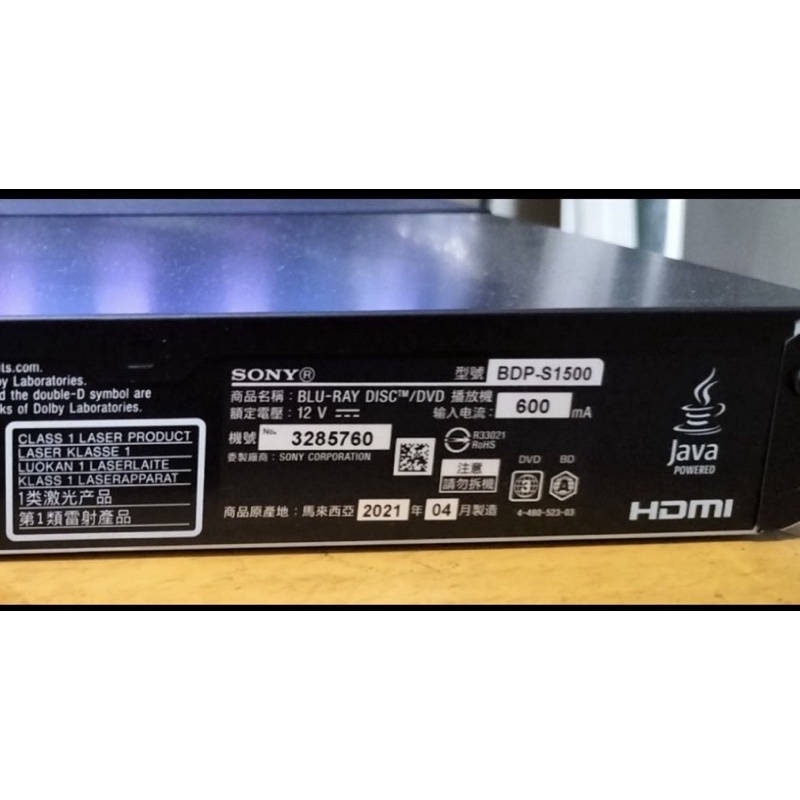 its.com.
by Laboratories.
d the double-D symbol are
ks of Dolby Laboratories.
CLASS 1 LASER PRODUCT
LASER KLASSE 1
LUOKAN 1 LASERLAITE
KLASS 1 LASERAPPARAT
1类激光产品
第1類雷射產品
SONY® 型號 BDP-S1500
商品名稱：BLU-RAY DISC™/DVD 播放機
額定電壓：12 V 输入电流：600 mA
機號 No. 3285760
委製廠商：SONY CORPORATION
R33021
RoHS
注意
請勿拆機
DVD BD
3 A
商品原產地：馬來西亞 2021 年 04 月製造
4-480-523-03
Java
POWERED
HDMI